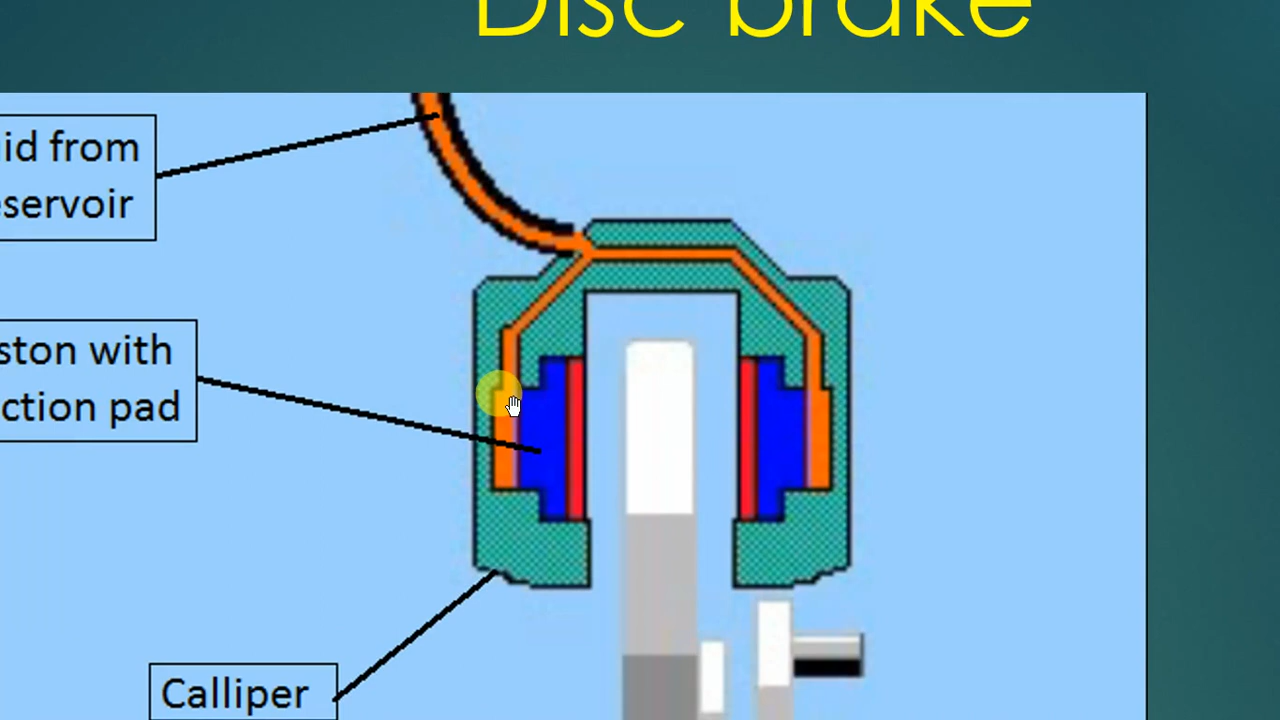 Disc brake
id from
servoir
ston with
ction pad
Calliper